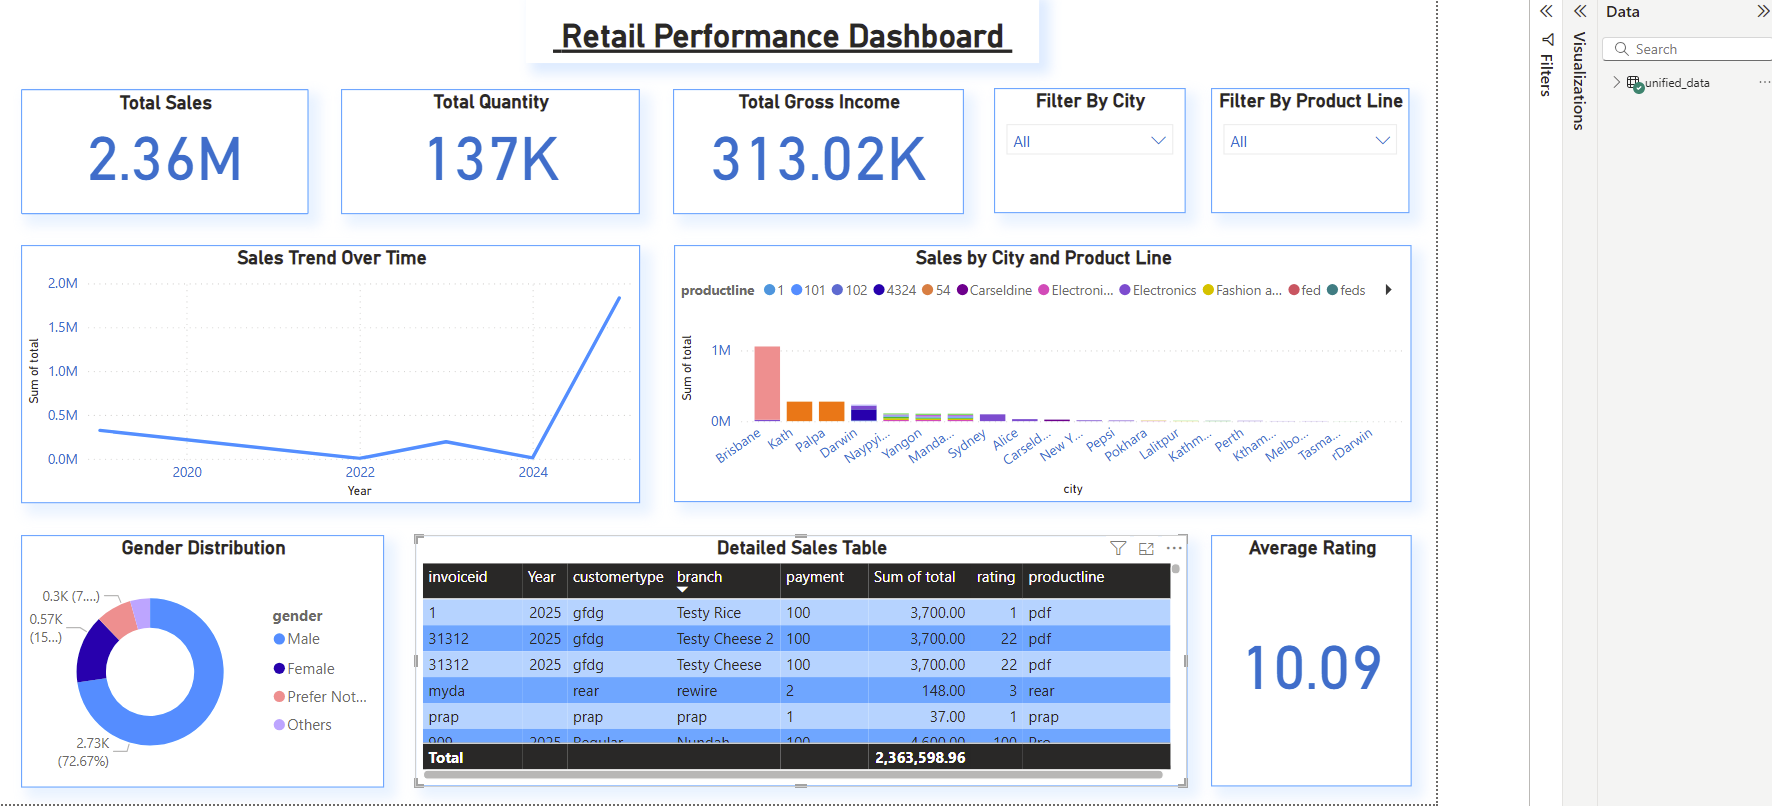 Retail Performance Dashboard
Total Sales
2.36M
Total Quantity
137K
Total Gross Income
313.02K
Filter By City
All
Filter By Product Line
All
Sales Trend Over Time
2.0M
1.5M
1.0M
0.5M
0.0M
Sum of total
2020 2022 2024
Year
Sales by City and Product Line
productline 1 101 102 4324 54 Carseldine Electroni... Electronics Fashion a... fed feds
1M
0M
Sum of total
Brisbane Kath Palpa Darwin Naypyi... Yangon Manda... Sydney Alice Carseld... New Y... Pepsi Pokhara Lalitpur Kathm... Perth Ktham... Melbo... Tasma... rDarwin
city
Gender Distribution
0.3K (7....)
0.57K
(15...)
2.73K
(72.67%)
gender
Male
Female
Prefer Not...
Others
Detailed Sales Table
invoiceid Year customertype branch payment Sum of total rating productline
1 2025 gfdg Testy Rice 100 3,700.00 1 pdf
31312 2025 gfdg Testy Cheese 2 100 3,700.00 22 pdf
31312 2025 gfdg Testy Cheese 100 3,700.00 22 pdf
myda rear rewire 2 148.00 3 rear
prap prap prap 1 37.00 1 prap
909 2025 Regular Nundah 100 4,600.00 100 Pro
Total 2,363,598.96
Average Rating
10.09
Filters
Visualizations
Data
Search
unified_data